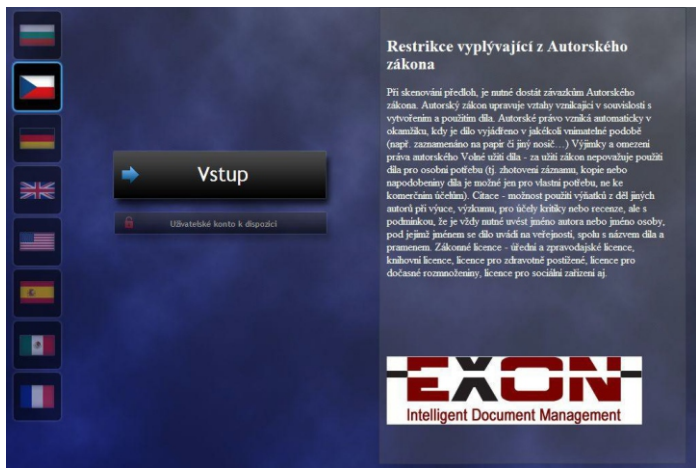 Vstup
Uživatelské konto k dispozici
Restrikce vyplývající z Autorského
zákona
Při skenování předloh, je nutné dostát závazkům Autorského
zákona. Autorský zákon upravuje vztahy vznikající v souvislosti s
vytvořením a použitím díla. Autorské právo vzniká automaticky v
okamžiku, kdy je dílo vyjádřeno v jakékoli vnímatelné podobě
(např. zaznamenáno na papír či jiný nosič…) Výjimky a omezení
práva autorského Volné užití díla - za užití zákon nepovažuje použití
díla pro osobní potřebu (tj. zhotovení záznamu, kopie nebo
napodobeniny díla je možné jen pro vlastní potřebu, ne ke
komerčním účelům). Citace - možnost použití výňatků z děl jiných
autorů při výuce, výzkumu, pro účely kritiky nebo recenze, ale s
podmínkou, že je vždy nutné uvést jméno autora nebo jméno osoby,
pod jejímž jménem se dílo uvádí na veřejnosti, spolu s názvem díla a
pramenem. Zákonné licence - úřední a zpravodajské licence,
knihovní licence, licence pro zdravotně postižené, licence pro
dočasné rozmnoženiny, licence pro sociální zařízení aj.
EXON
Intelligent Document Management